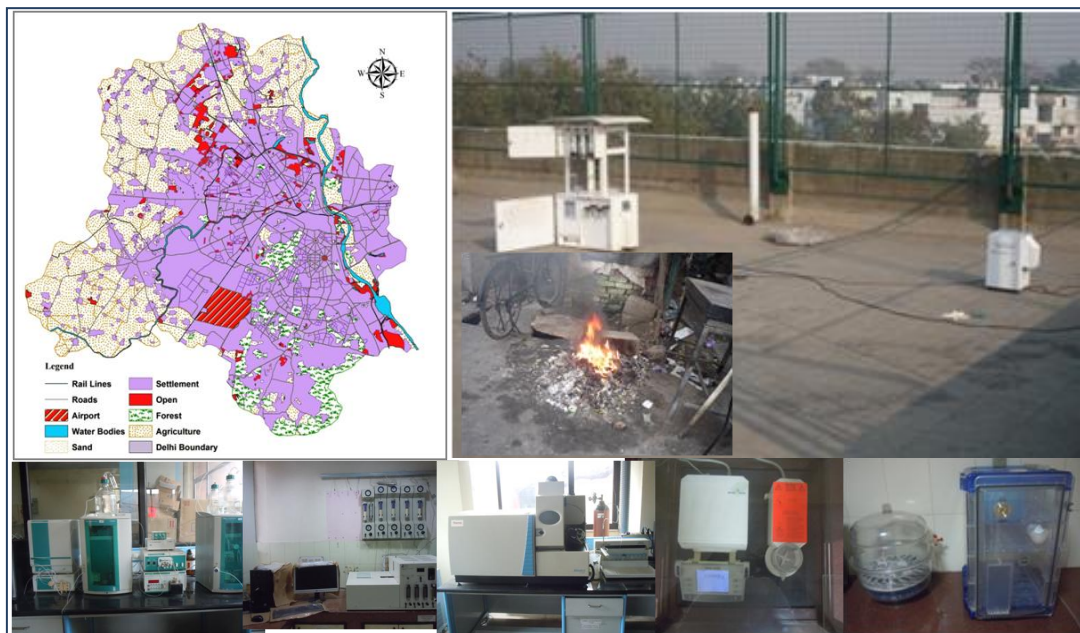 N
W E
S
Legend
Rail Lines
Settlement
Roads
Open
Airport
Forest
Water Bodies
Agriculture
Sand
Delhi Boundary